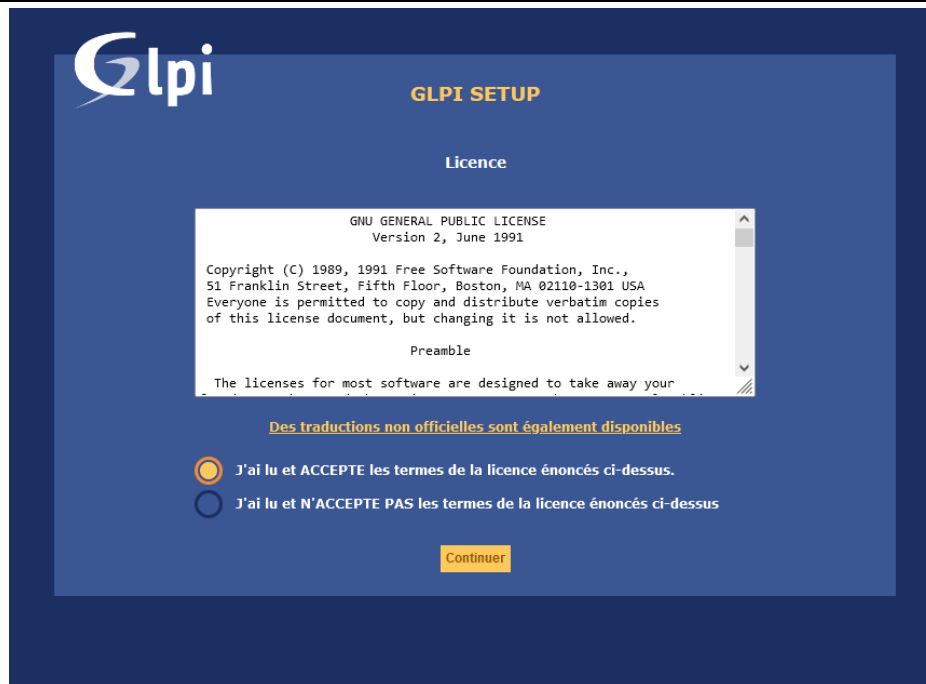 Glpi
GLPI SETUP
Licence
GNU GENERAL PUBLIC LICENSE
Version 2, June 1991
Copyright (C) 1989, 1991 Free Software Foundation, Inc.,
51 Franklin Street, Fifth Floor, Boston, MA 02110-1301 USA
Everyone is permitted to copy and distribute verbatim copies
of this license document, but changing it is not allowed.
Preamble
The licenses for most software are designed to take away your
Des traductions non officielles sont également disponibles
J'ai lu et ACCEPTE les termes de la licence énoncés ci-dessus.
J'ai lu et N'ACCEPTE PAS les termes de la licence énoncés ci-dessus
Continuer